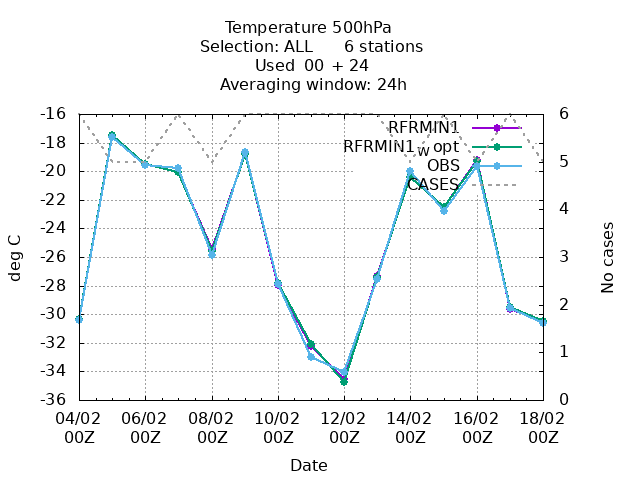 Temperature 500hPa
Selection: ALL 6 stations
Used 00 + 24
Averaging window: 24h
-16
-18
-20
-22
-24
-26
-28
-30
-32
-34
-36
deg C
6
5
4
3
2
1
0
No cases
RFRMIN1
RFRMIN1_w opt
OBS
CASES
04/02 06/02 08/02 10/02 12/02 14/02 16/02 18/02
00Z 00Z 00Z 00Z 00Z 00Z 00Z 00Z
Date